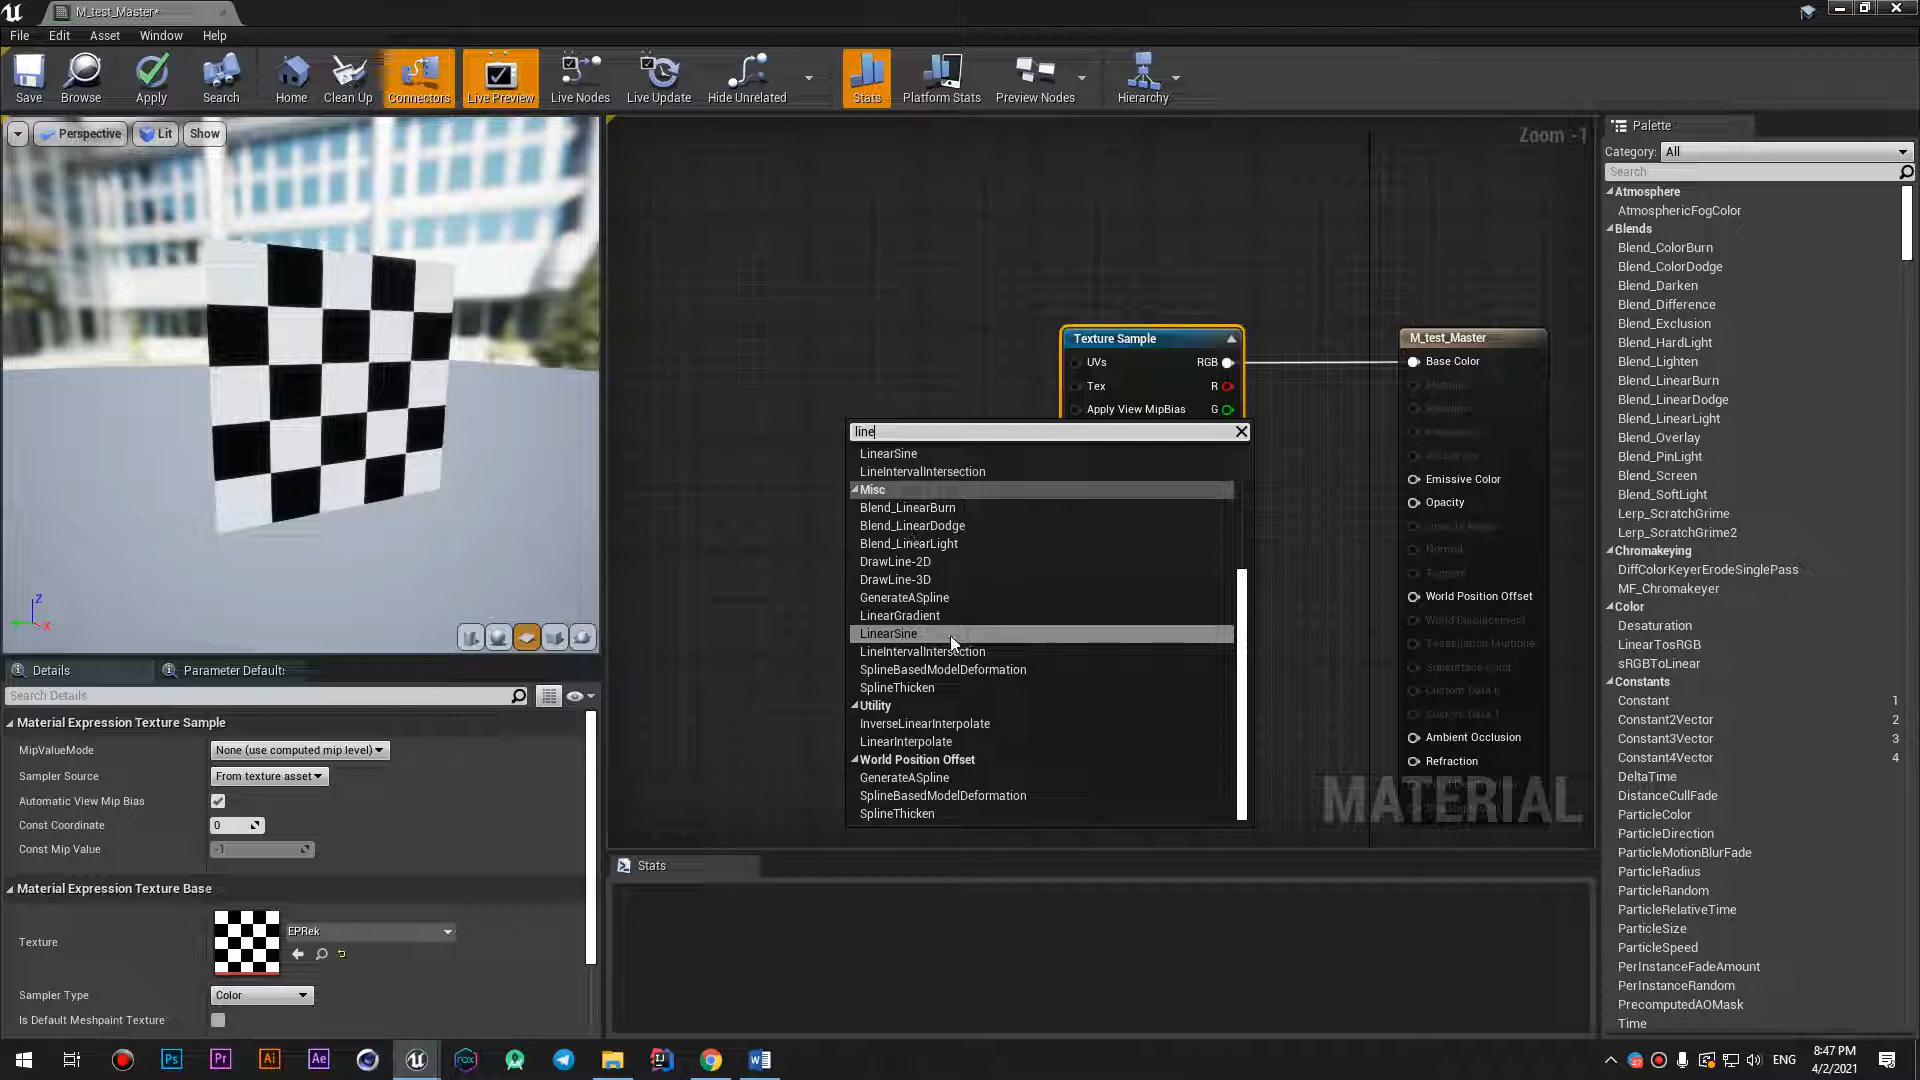 M_test_Master*
File Edit Asset Window Help
Save Browse Apply Search Home Clean Up Connectors Live Preview Live Nodes Live Update Hide Unrelated Stats Platform Stats Preview Nodes Hierarchy
Perspective Lit Show
Zoom -1
Z
X
Texture Sample
UVs RGB
Tex R
Apply View MipBias G
M_test_Master
Base Color
Emissive Color
Opacity
Normal
World Position Offset
Ambient Occlusion
Refraction
MATERIAL
line
LinearSine
LineIntervalIntersection
Misc
Blend_LinearBurn
Blend_LinearDodge
Blend_LinearLight
DrawLine-2D
DrawLine-3D
GenerateASpline
LinearGradient
LinearSine
LineIntervalIntersection
SplineBasedModelDeformation
SplineThicken
Utility
InverseLinearInterpolate
LinearInterpolate
World Position Offset
GenerateASpline
SplineBasedModelDeformation
SplineThicken
Stats
Details Parameter Default:
Search Details
Material Expression Texture Sample
MipValueMode None (use computed mip level)
Sampler Source From texture asset
Automatic View Mip Bias
Const Coordinate 0
Const Mip Value -1
Material Expression Texture Base
Texture EPRek
Sampler Type Color
Is Default Meshpaint Texture
Palette
Category: All
Search
Atmosphere
AtmosphericFogColor
Blends
Blend_ColorBurn
Blend_ColorDodge
Blend_Darken
Blend_Difference
Blend_Exclusion
Blend_HardLight
Blend_Lighten
Blend_LinearBurn
Blend_LinearDodge
Blend_LinearLight
Blend_Overlay
Blend_PinLight
Blend_Screen
Blend_SoftLight
Lerp_ScratchGrime
Lerp_ScratchGrime2
Chromakeying
DiffColorKeyerErodeSinglePass
MF_Chromakeyer
Color
Desaturation
LinearTosRGB
sRGBToLinear
Constants
Constant 1
Constant2Vector 2
Constant3Vector 3
Constant4Vector 4
DeltaTime
DistanceCullFade
ParticleColor
ParticleDirection
ParticleMotionBlurFade
ParticleRadius
ParticleRandom
ParticleRelativeTime
ParticleSize
ParticleSpeed
PerInstanceFadeAmount
PerInstanceRandom
PrecomputedAOMask
Time
Ps Pr Ai Ae
ENG
8:47 PM
4/2/2021